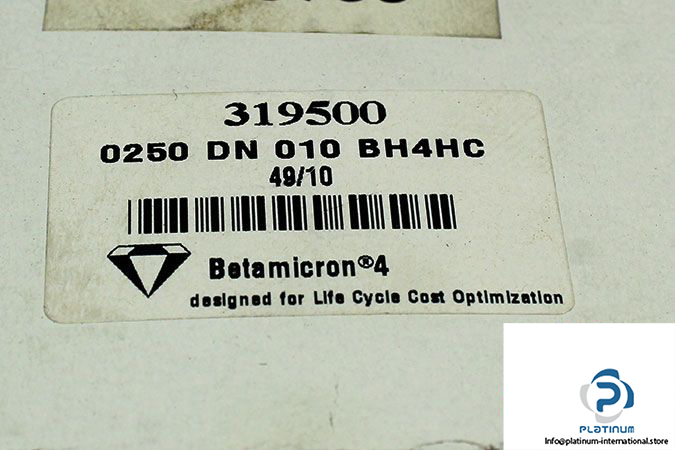 319500
0250 DN 010 BH4HC
49/10
Betamicron®4
designed for Life Cycle Cost Optimization
PLATINUM
Info@platinum-international.store